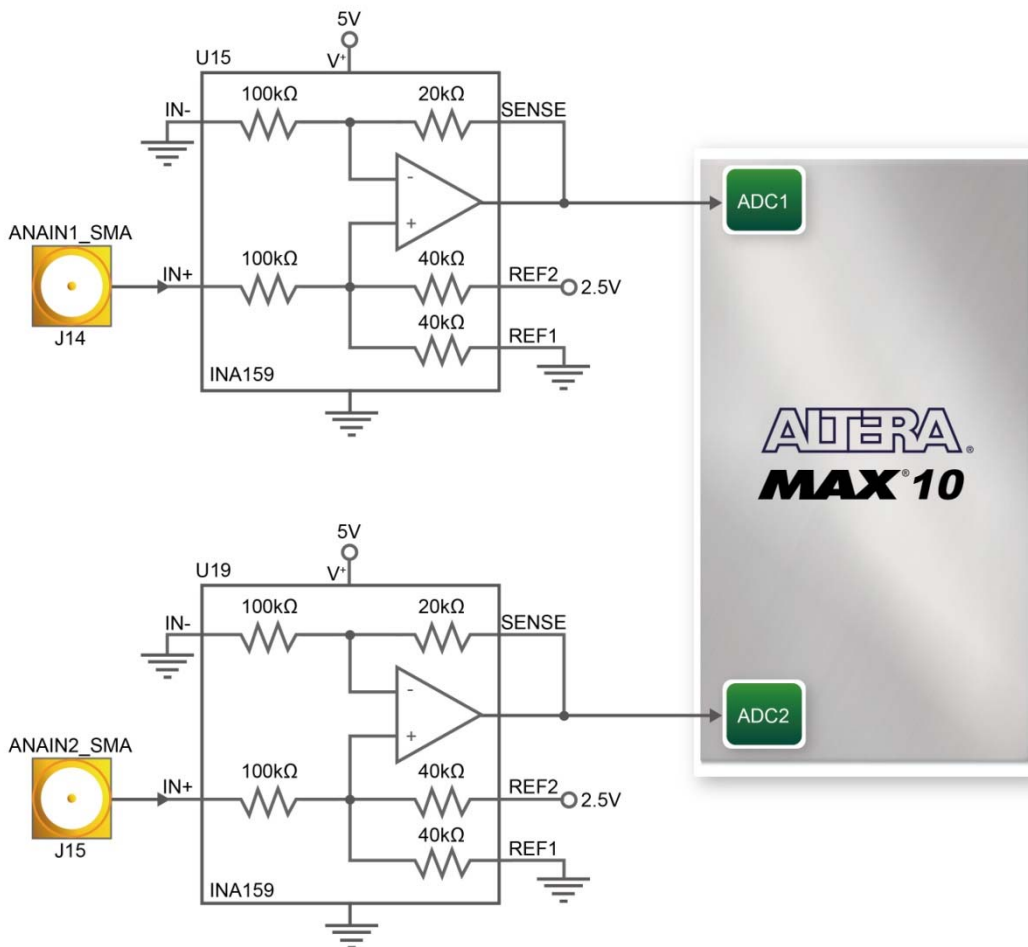 5V
U15
V+
100kΩ
20kΩ
IN-
SENSE
-
+
ADC1
ANAIN1_SMA
IN+
100kΩ
40kΩ
REF2
2.5V
40kΩ
REF1
J14
INA159
ALTERA®
MAX®10
5V
U19
V+
100kΩ
20kΩ
IN-
SENSE
-
+
ADC2
ANAIN2_SMA
IN+
100kΩ
40kΩ
REF2
2.5V
40kΩ
REF1
J15
INA159